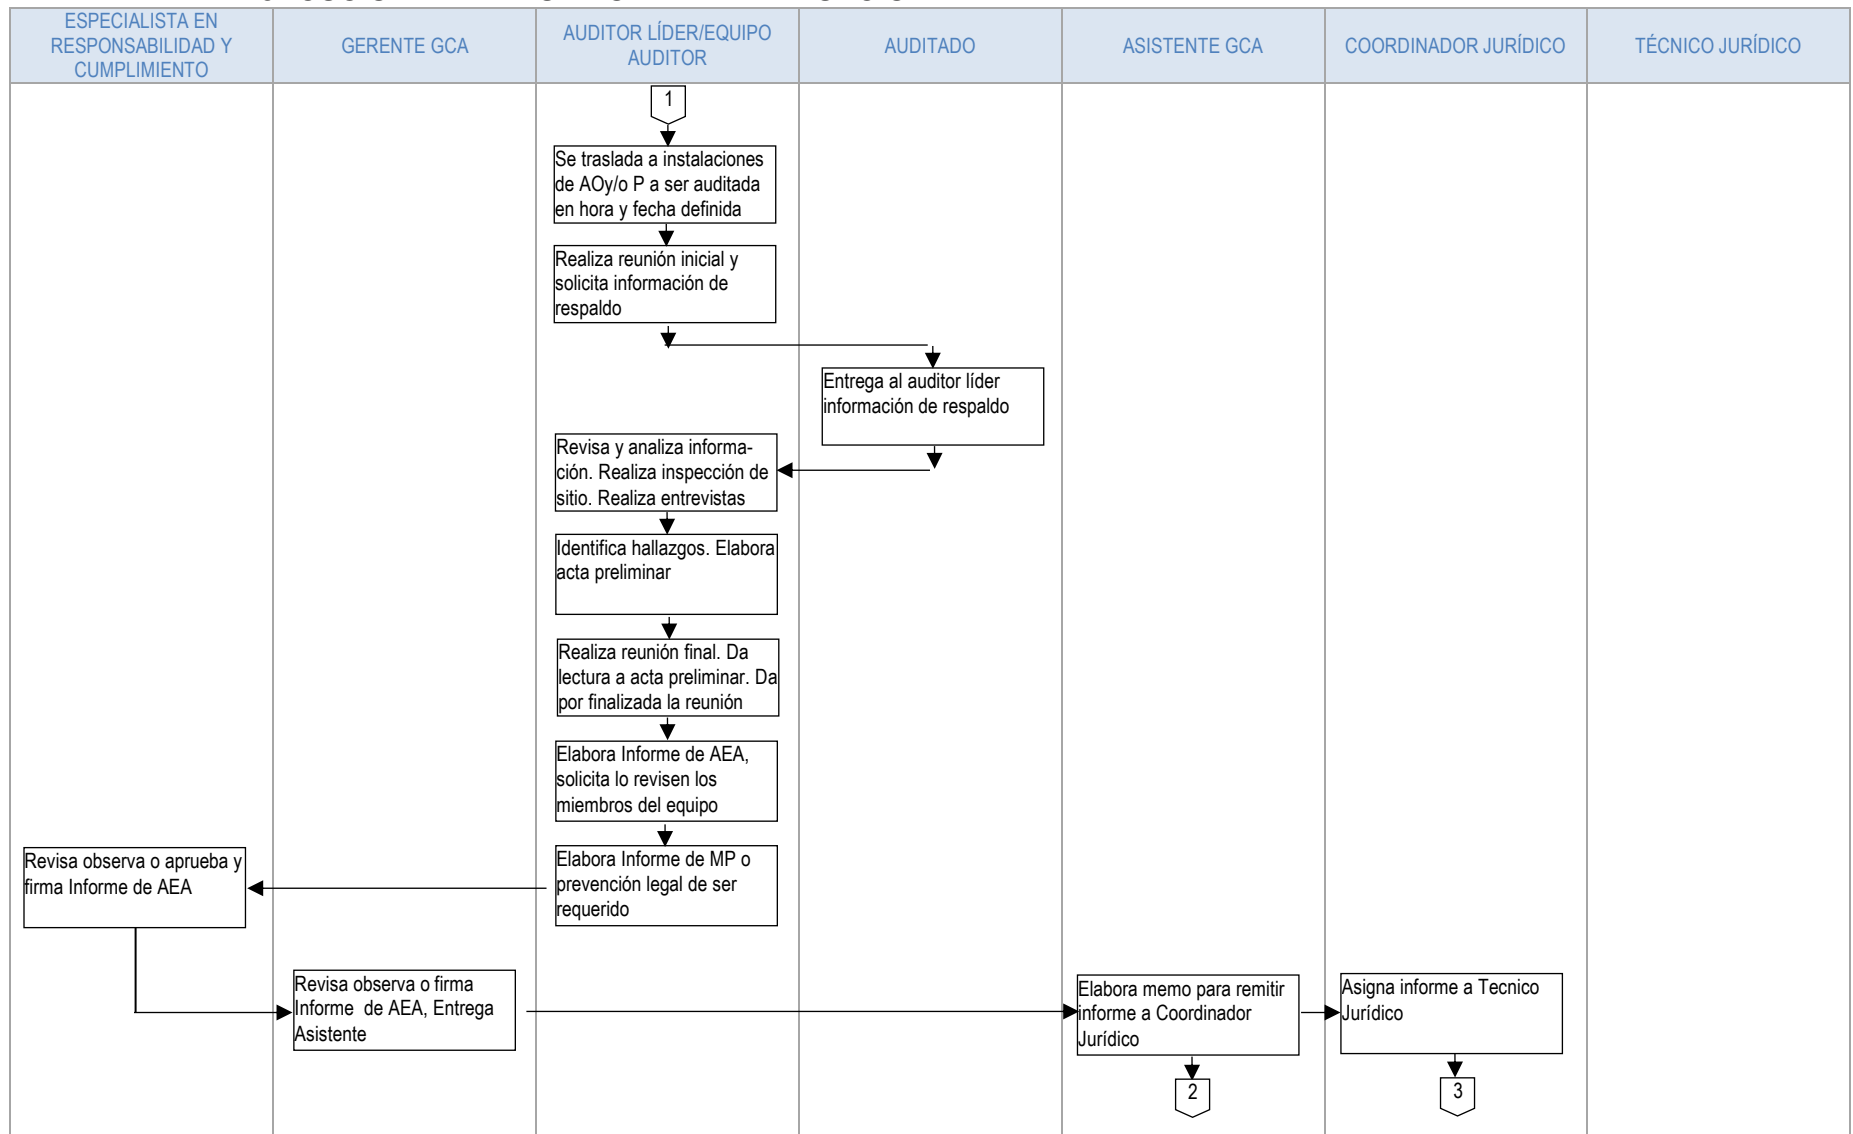 ESPECIALISTA EN
RESPONSABILIDAD Y
CUMPLIMIENTO
GERENTE GCA
AUDITOR LÍDER/EQUIPO
AUDITOR
AUDITADO
ASISTENTE GCA
COORDINADOR JURÍDICO
TÉCNICO JURÍDICO
1
Se traslada a instalaciones
de AOy/o P a ser auditada
en hora y fecha definida
Realiza reunión inicial y
solicita información de
respaldo
Entrega al auditor líder
información de respaldo
Revisa y analiza informa-
ción. Realiza inspección de
sitio. Realiza entrevistas
Identifica hallazgos. Elabora
acta preliminar
Realiza reunión final. Da
lectura a acta preliminar. Da
por finalizada la reunión
Elabora Informe de AEA,
solicita lo revisen los
miembros del equipo
Elabora Informe de MP o
prevención legal de ser
requerido
Revisa observa o aprueba y
firma Informe de AEA
Revisa observa o firma
Informe  de AEA, Entrega
Asistente
Elabora memo para remitir
informe a Coordinador
Jurídico
Asigna informe a Tecnico
Jurídico
2
3